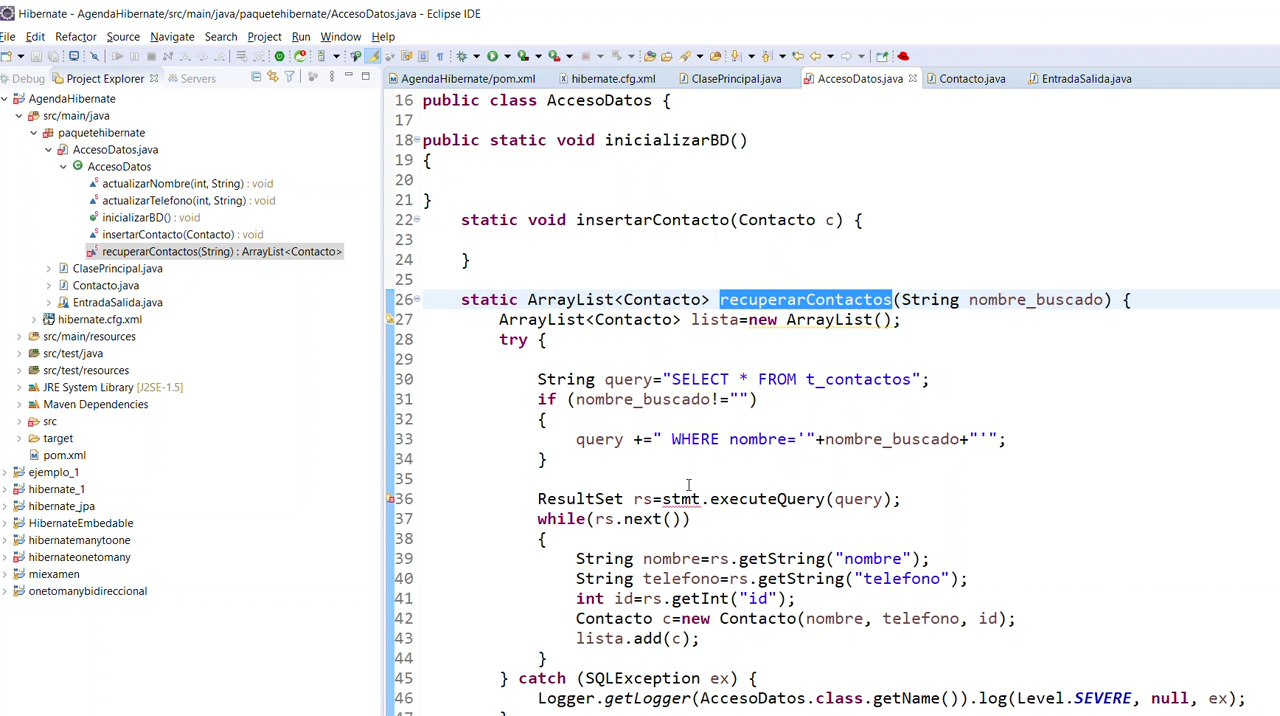 Hibernate - AgendaHibernate/src/main/java/paquetehibernate/AccesoDatos.java - Eclipse IDE
File Edit Refactor Source Navigate Search Project Run Window Help
Debug Project Explorer Servers
AgendaHibernate
src/main/java
paquetehibernate
AccesoDatos.java
AccesoDatos
actualizarNombre(int, String) : void
actualizarTelefono(int, String) : void
inicializarBD() : void
insertarContacto(Contacto) : void
recuperarContactos(String) : ArrayList<Contacto>
ClasePrincipal.java
Contacto.java
EntradaSalida.java
hibernate.cfg.xml
src/main/resources
src/test/java
src/test/resources
JRE System Library [J2SE-1.5]
Maven Dependencies
src
target
pom.xml
ejemplo_1
hibernate_1
hibernate_jpa
HibernateEmbedable
hibernatemanytoone
hibernateonetomany
miexamen
onetomanybidireccional
AgendaHibernate/pom.xml hibernate.cfg.xml ClasePrincipal.java AccesoDatos.java Contacto.java EntradaSalida.java
16 public class AccesoDatos {
17
18 public static void inicializarBD()
19 {
20
21 }
22 static void insertarContacto(Contacto c) {
23
24 }
25
26 static ArrayList<Contacto> recuperarContactos(String nombre_buscado) {
27 ArrayList<Contacto> lista=new ArrayList();
28 try {
29
30 String query="SELECT * FROM t_contactos";
31 if (nombre_buscado!="")
32 {
33 query +=" WHERE nombre='"+nombre_buscado+"'";
34 }
35
36 ResultSet rs=stmt.executeQuery(query);
37 while(rs.next())
38 {
39 String nombre=rs.getString("nombre");
40 String telefono=rs.getString("telefono");
41 int id=rs.getInt("id");
42 Contacto c=new Contacto(nombre, telefono, id);
43 lista.add(c);
44 }
45 } catch (SQLException ex) {
46 Logger.getLogger(AccesoDatos.class.getName()).log(Level.SEVERE, null, ex);
47